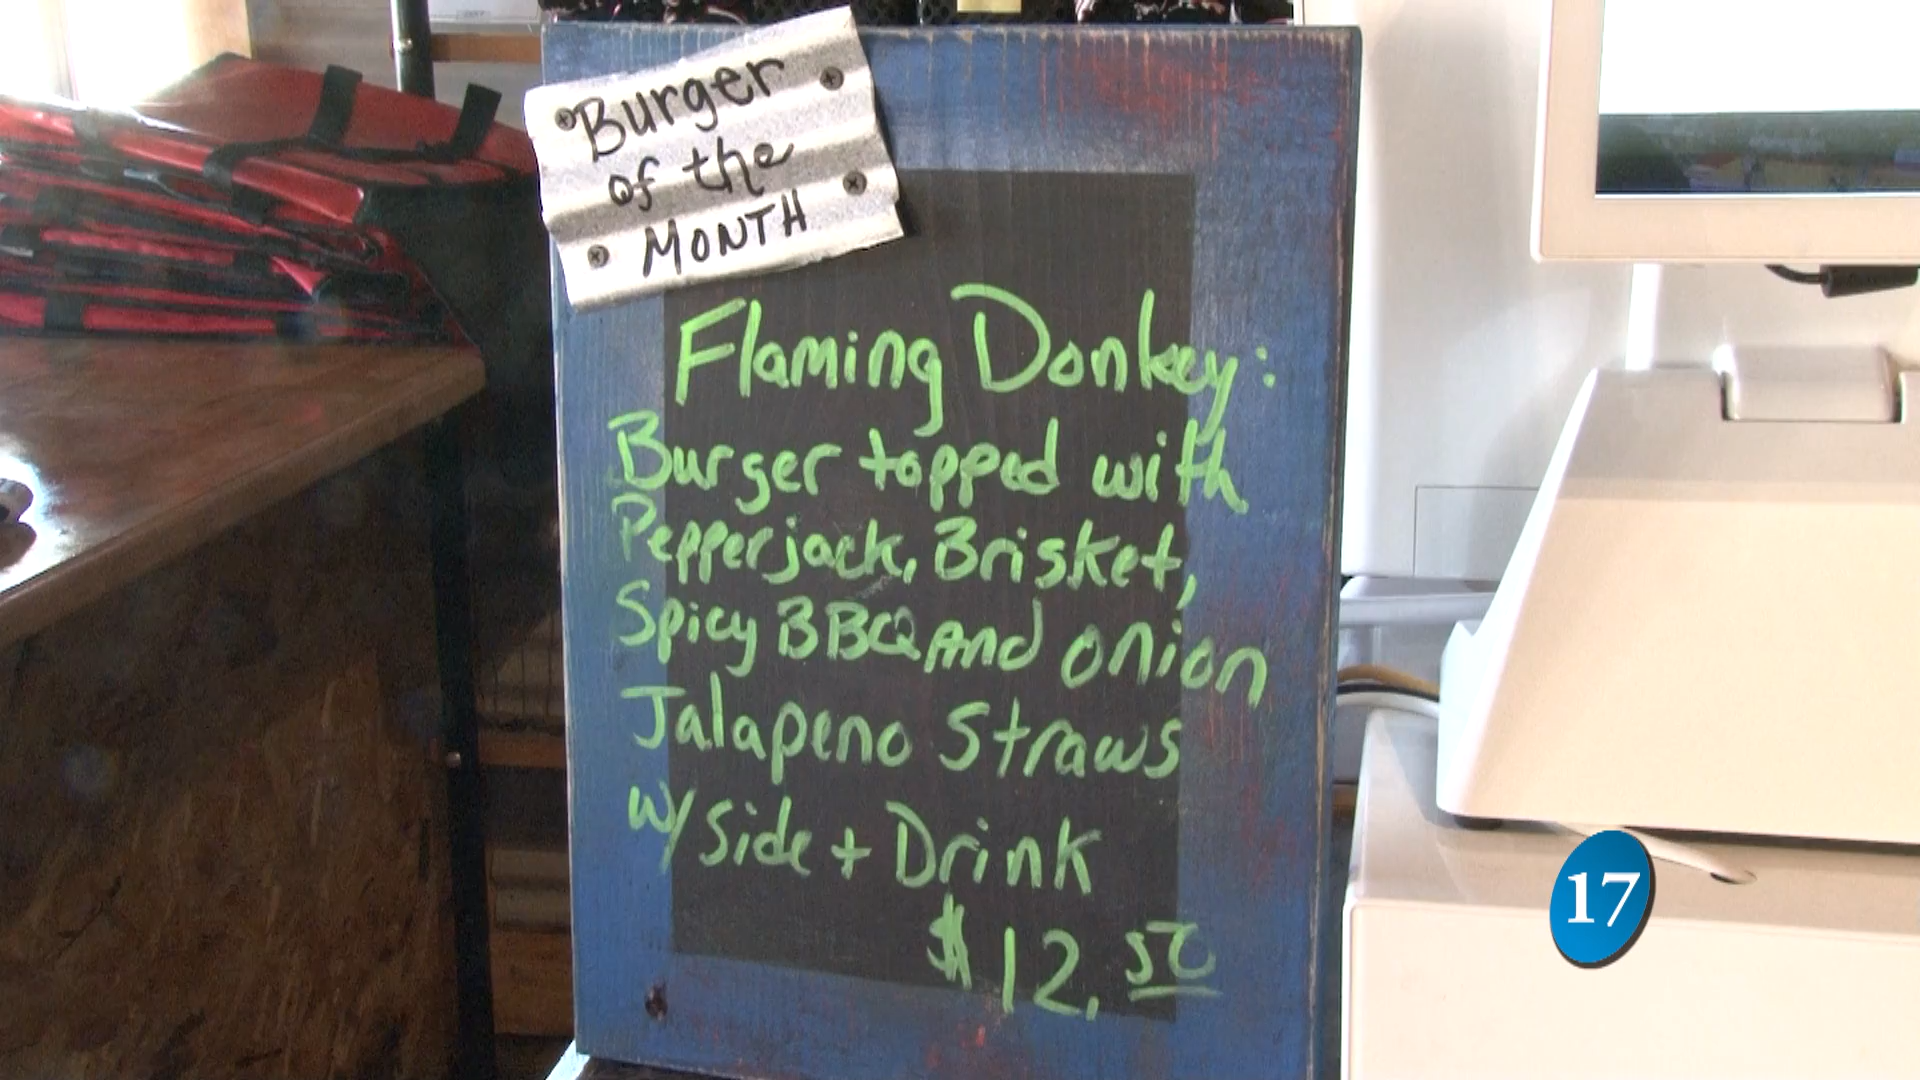 Burger
of the
MONTH
Flaming Donkey:
Burger topped with
Pepperjack, Brisket,
Spicy BBQ And onion
Jalapeno Straws
w/ Side + Drink
$12.50
17